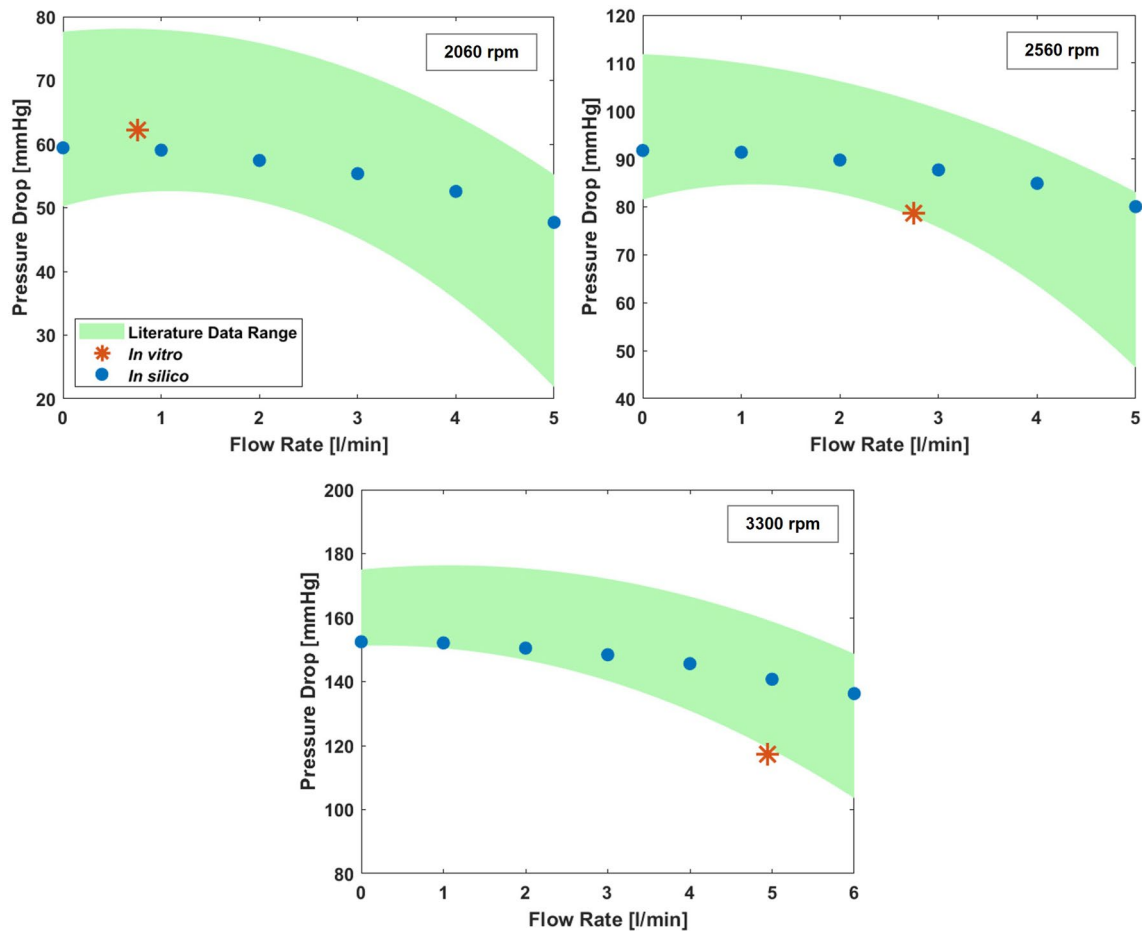 2060 rpm
80
70
60
50
40
30
20
Pressure Drop [mmHg]
Literature Data Range
In vitro
In silico
0 1 2 3 4 5
Flow Rate [l/min]
2560 rpm
120
110
100
90
80
70
60
50
40
Pressure Drop [mmHg]
0 1 2 3 4 5
Flow Rate [l/min]
3300 rpm
200
180
160
140
120
100
80
Pressure Drop [mmHg]
0 1 2 3 4 5 6
Flow Rate [l/min]